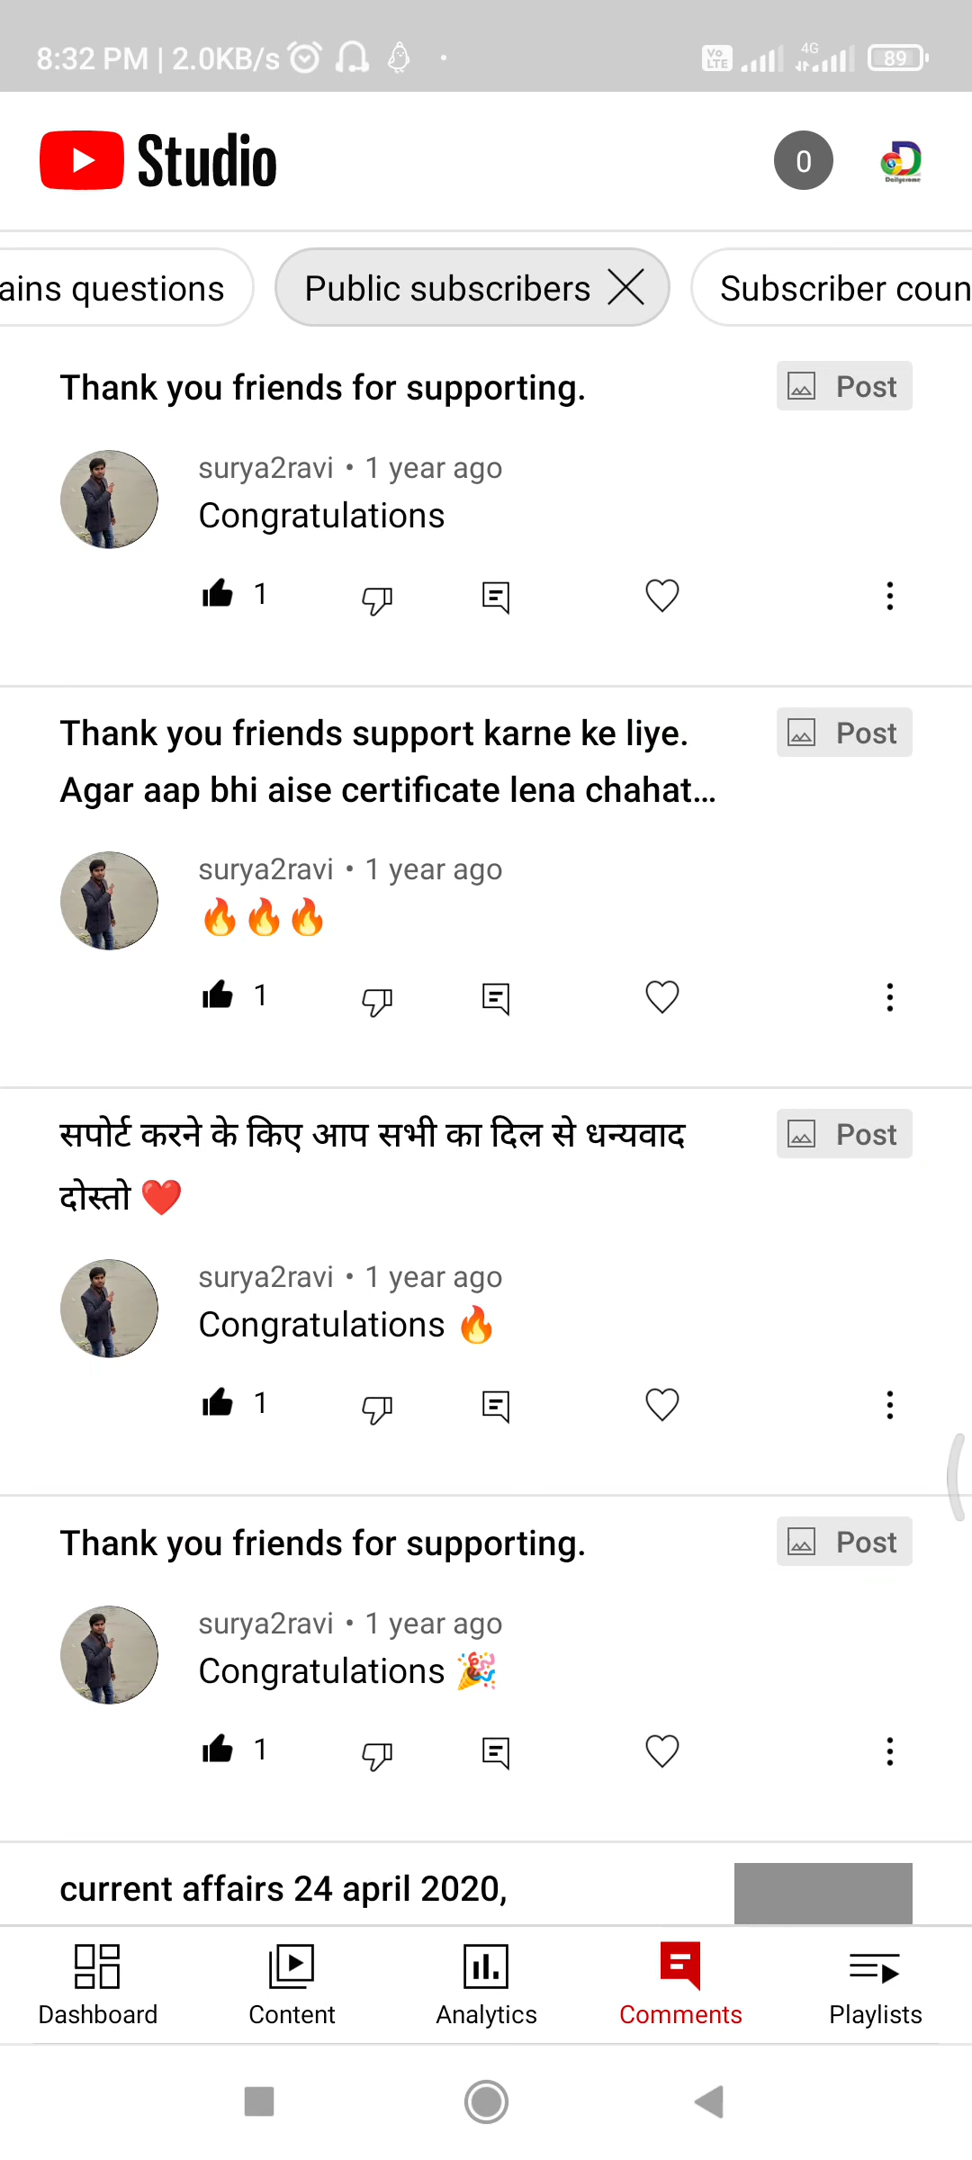 8:32 PM | 2.0KB/s Vo LTE 4G 89
Studio 0
Dailygramme
ains questions Public subscribers Subscriber coun
Thank you friends for supporting. Post
surya2ravi • 1 year ago
Congratulations
1
Thank you friends support karne ke liye. Post
Agar aap bhi aise certificate lena chahat...
surya2ravi • 1 year ago
🔥🔥🔥
1
सपोर्ट करने के किए आप सभी का दिल से धन्यवाद Post
दोस्तो ❤️
surya2ravi • 1 year ago
Congratulations 🔥
1
Thank you friends for supporting. Post
surya2ravi • 1 year ago
Congratulations 🎉
1
current affairs 24 april 2020,
Dashboard Content Analytics Comments Playlists